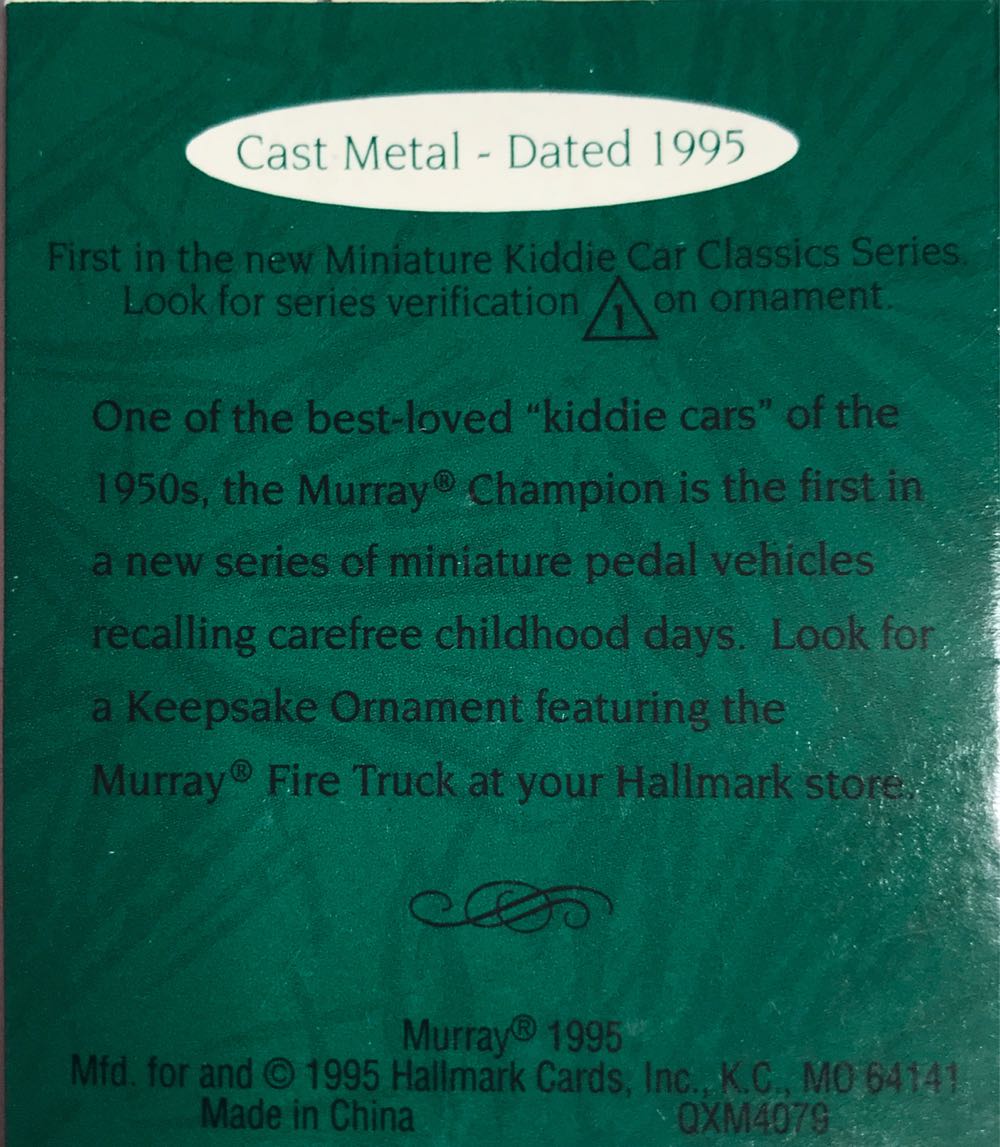 Cast Metal - Dated 1995
First in the new Miniature Kiddie Car Classics Series.
Look for series verification 1 on ornament.
One of the best-loved “kiddie cars” of the
1950s, the Murray® Champion is the first in
a new series of miniature pedal vehicles
recalling carefree childhood days. Look for
a Keepsake Ornament featuring the
Murray® Fire Truck at your Hallmark store.
Murray® 1995
Mfd. for and © 1995 Hallmark Cards, Inc., K.C., MO 64141
Made in China QXM4079